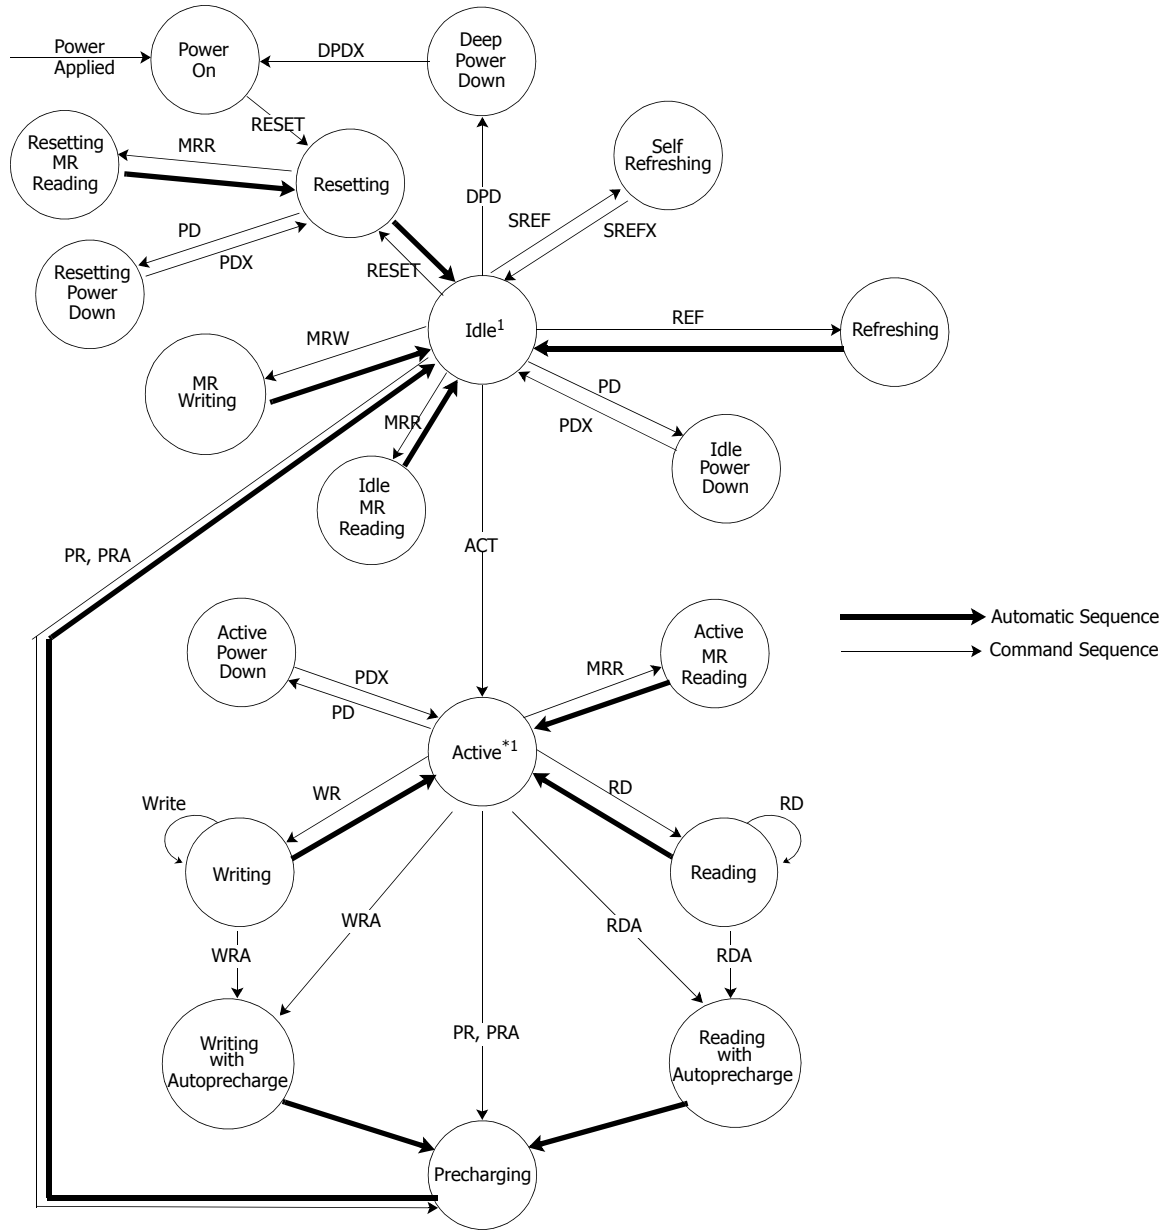 Power
Applied
Power
On
DPDX
Deep
Power
Down
RESET
Resetting
MR
Reading
MRR
Resetting
Self
Refreshing
DPD
SREF
SREFX
PD
PDX
Resetting
Power
Down
RESET
Idle1
REF
Refreshing
MRW
MR
Writing
MRR
PD
PDX
Idle
Power
Down
Idle
MR
Reading
PR, PRA
ACT
Automatic Sequence
Command Sequence
Active
Power
Down
PDX
PD
MRR
Active
MR
Reading
Active*1
WR
RD
Write
RD
Writing
Reading
WRA
WRA
RDA
RDA
PR, PRA
Writing
with
Autoprecharge
Reading
with
Autoprecharge
Precharging